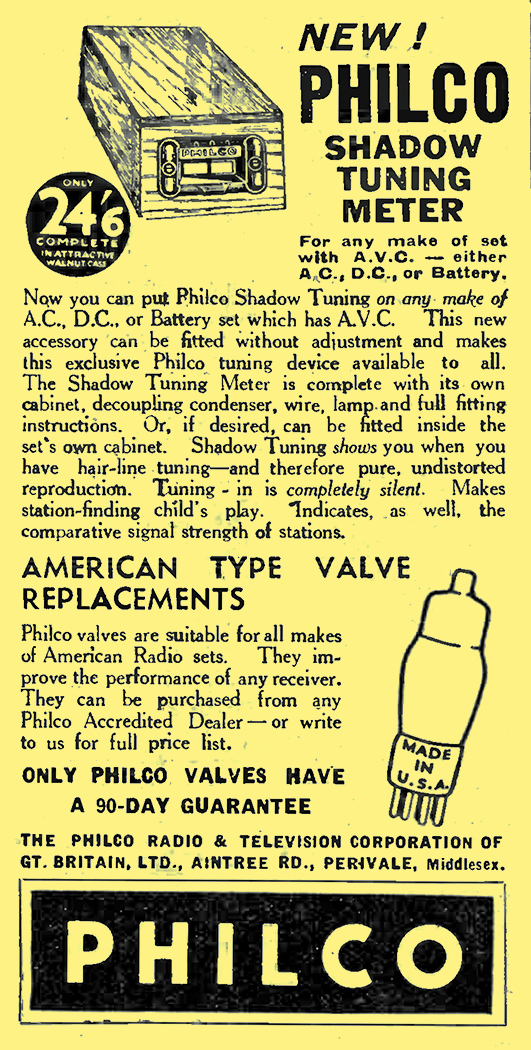 NEW!
PHILCO
SHADOW
TUNING
METER
For any make of set
with A.V.C. — either
A.C., D.C., or Battery.
PHILCO
ONLY
24'6
COMPLETE
IN ATTRACTIVE
WALNUT CASE
Now you can put Philco Shadow Tuning on any make of
A.C., D.C., or Battery set which has A.V.C. This new
accessory can be fitted without adjustment and makes
this exclusive Philco tuning device available to all.
The Shadow Tuning Meter is complete with its own
cabinet, decoupling condenser, wire, lamp and full fitting
instructions. Or, if desired, can be fitted inside the
set's own cabinet. Shadow Tuning shows you when you
have hair-line tuning—and therefore pure, undistorted
reproduction. Tuning - in is completely silent. Makes
station-finding child's play. Indicates, as well, the
comparative signal strength of stations.
AMERICAN TYPE VALVE
REPLACEMENTS
Philco valves are suitable for all makes
of American Radio sets. They im-
prove the performance of any receiver.
They can be purchased from any
Philco Accredited Dealer — or write
to us for full price list.
ONLY PHILCO VALVES HAVE
A 90-DAY GUARANTEE
MADE
IN
U.S.A.
THE PHILCO RADIO & TELEVISION CORPORATION OF
GT. BRITAIN, LTD., AINTREE RD., PERIVALE, Middlesex.
PHILCO